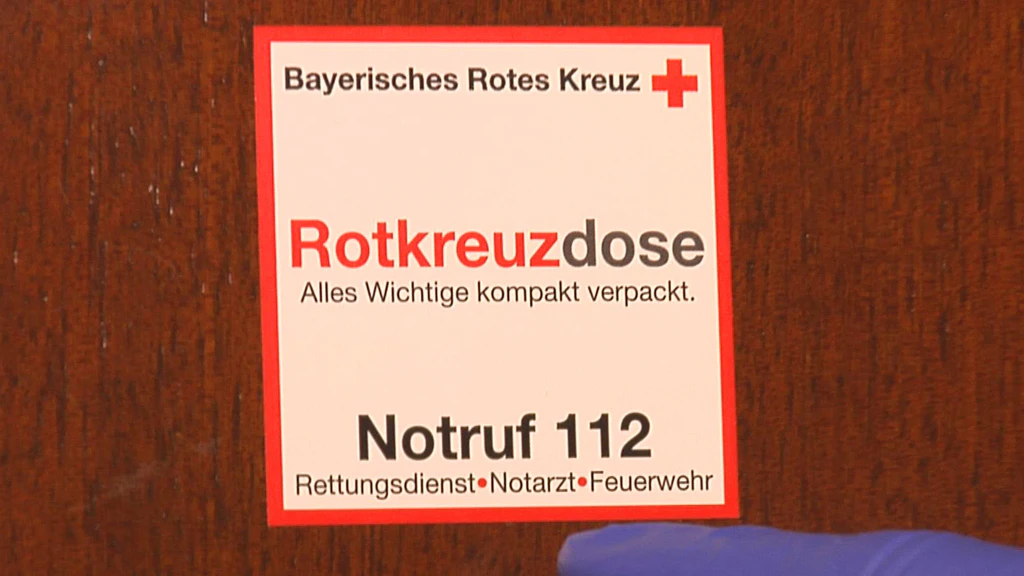 Bayerisches Rotes Kreuz
Rotkreuzdose
Alles Wichtige kompakt verpackt.
Notruf 112
Rettungsdienst•Notarzt•Feuerwehr